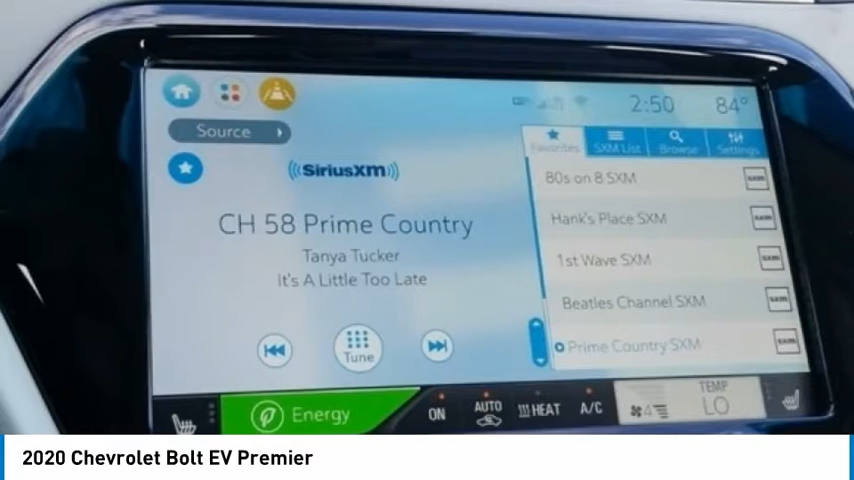 2:50 84°
Source
Favorites SXM List Browse Settings
((SiriusXM))
80s on 8 SXM
CH 58 Prime Country
Hank's Place SXM
Tanya Tucker
1st Wave SXM
It's A Little Too Late
Beatles Channel SXM
Tune
Prime Country SXM
Energy
ON AUTO HEAT A/C 4 TEMP LO
2020 Chevrolet Bolt EV Premier